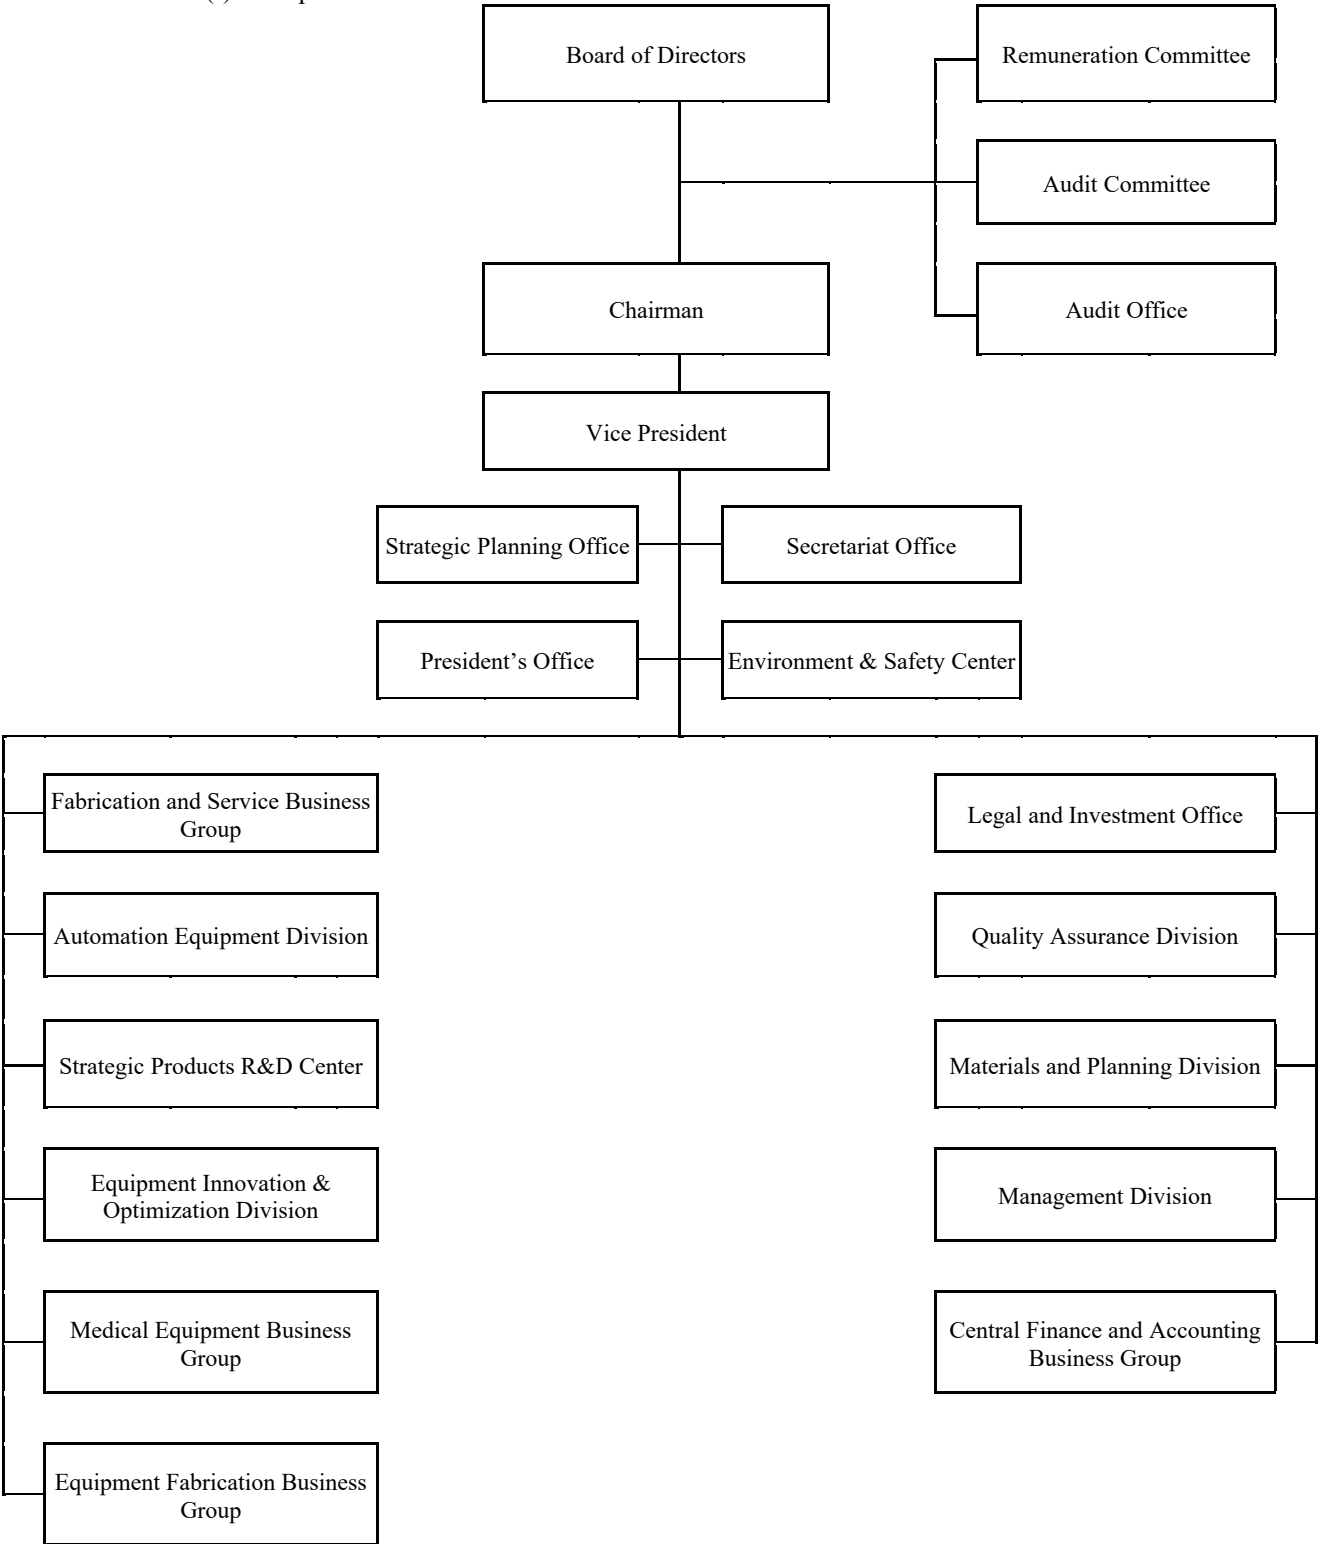 Board of Directors
Remuneration Committee
Audit Committee
Chairman
Audit Office
Vice President
Strategic Planning Office
Secretariat Office
President’s Office
Environment & Safety Center
Fabrication and Service Business
Group
Legal and Investment Office
Automation Equipment Division
Quality Assurance Division
Strategic Products R&D Center
Materials and Planning Division
Equipment Innovation &
Optimization Division
Management Division
Medical Equipment Business
Group
Central Finance and Accounting
Business Group
Equipment Fabrication Business
Group